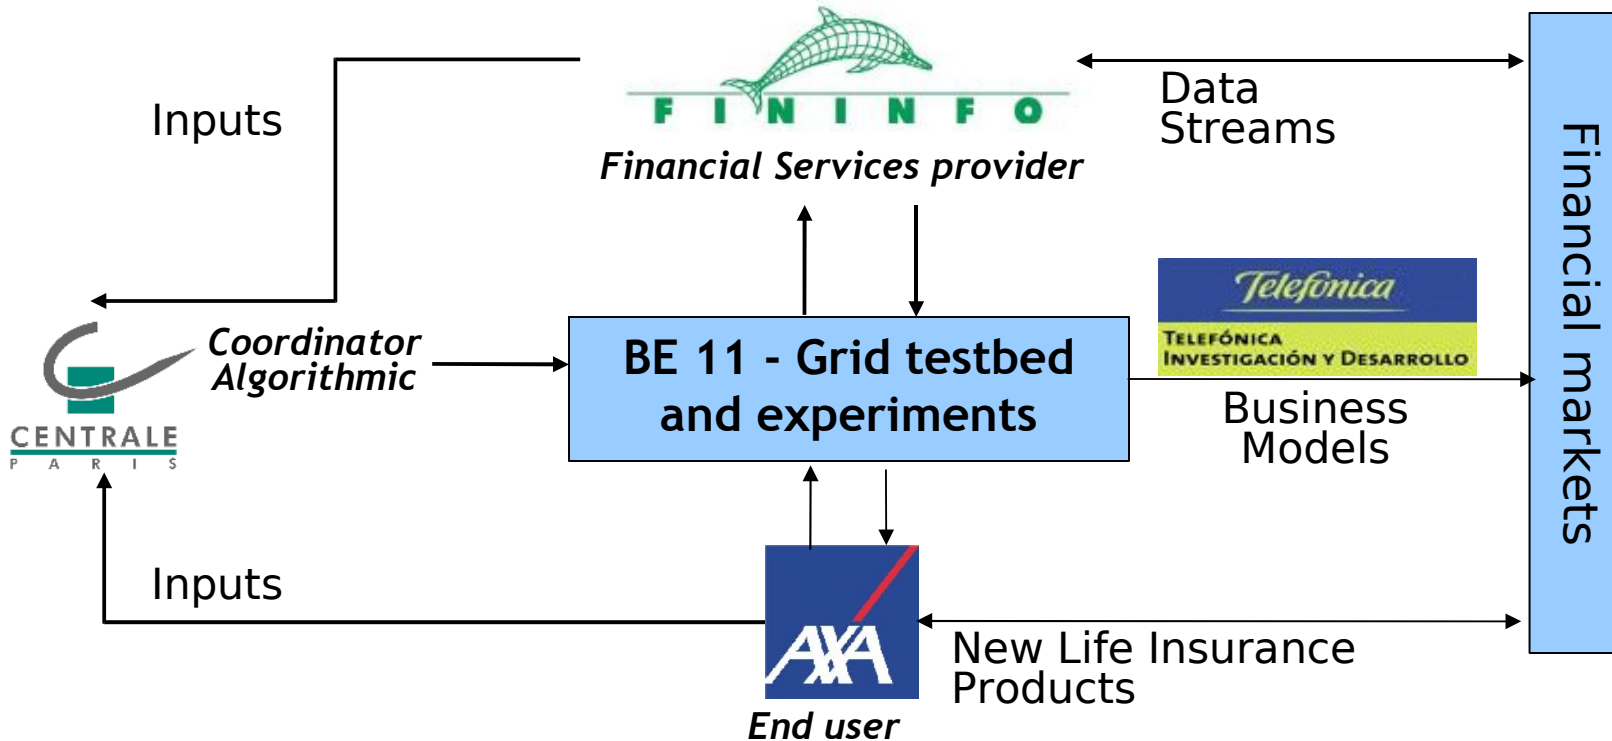 FININFO
Financial Services provider
Inputs
Data
Streams
Financial markets
Telefónica
TELEFÓNICA
INVESTIGACIÓN Y DESARROLLO
Coordinator
Algorithmic
BE 11 - Grid testbed
and experiments
CENTRALE
PARIS
Business
Models
Inputs
AXA
New Life Insurance
Products
End user